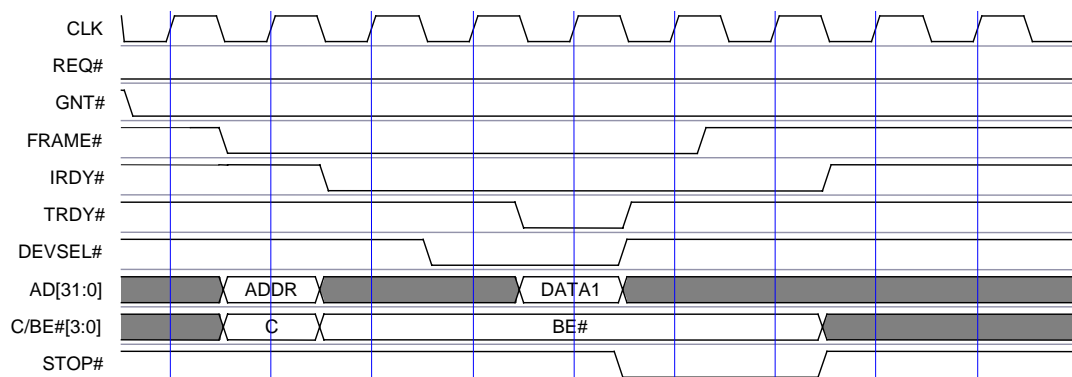 CLK
REQ#
GNT#
FRAME#
IRDY#
TRDY#
DEVSEL#
AD[31:0] ADDR DATA1
C/BE#[3:0] C BE#
STOP#